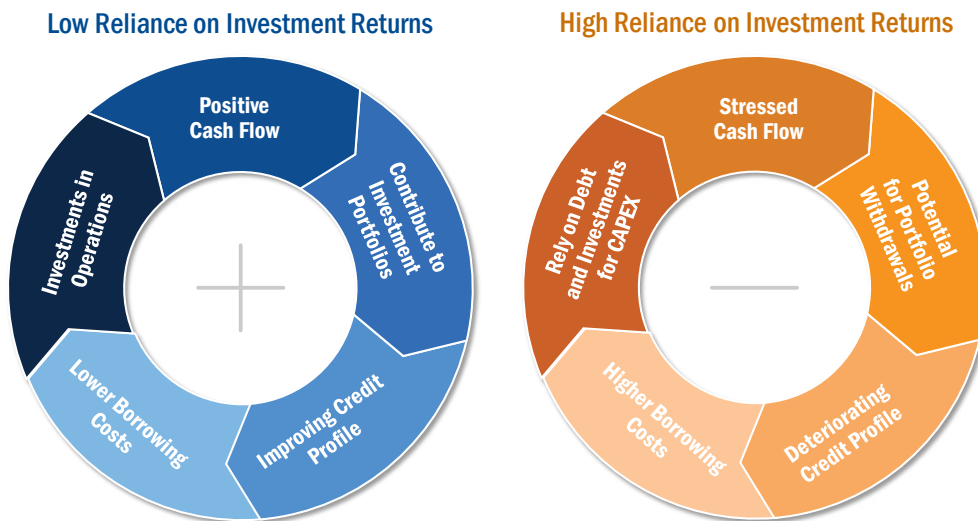 Low Reliance on Investment Returns
Positive
Cash Flow
Contribute to
Investment
Portfolios
Improving Credit
Profile
Lower Borrowing
Costs
Investments in
Operations
High Reliance on Investment Returns
Stressed
Cash Flow
Potential
for Portfolio
Withdrawals
Deteriorating
Credit Profile
Higher Borrowing
Costs
Rely on Debt
and Investments
for CAPEX